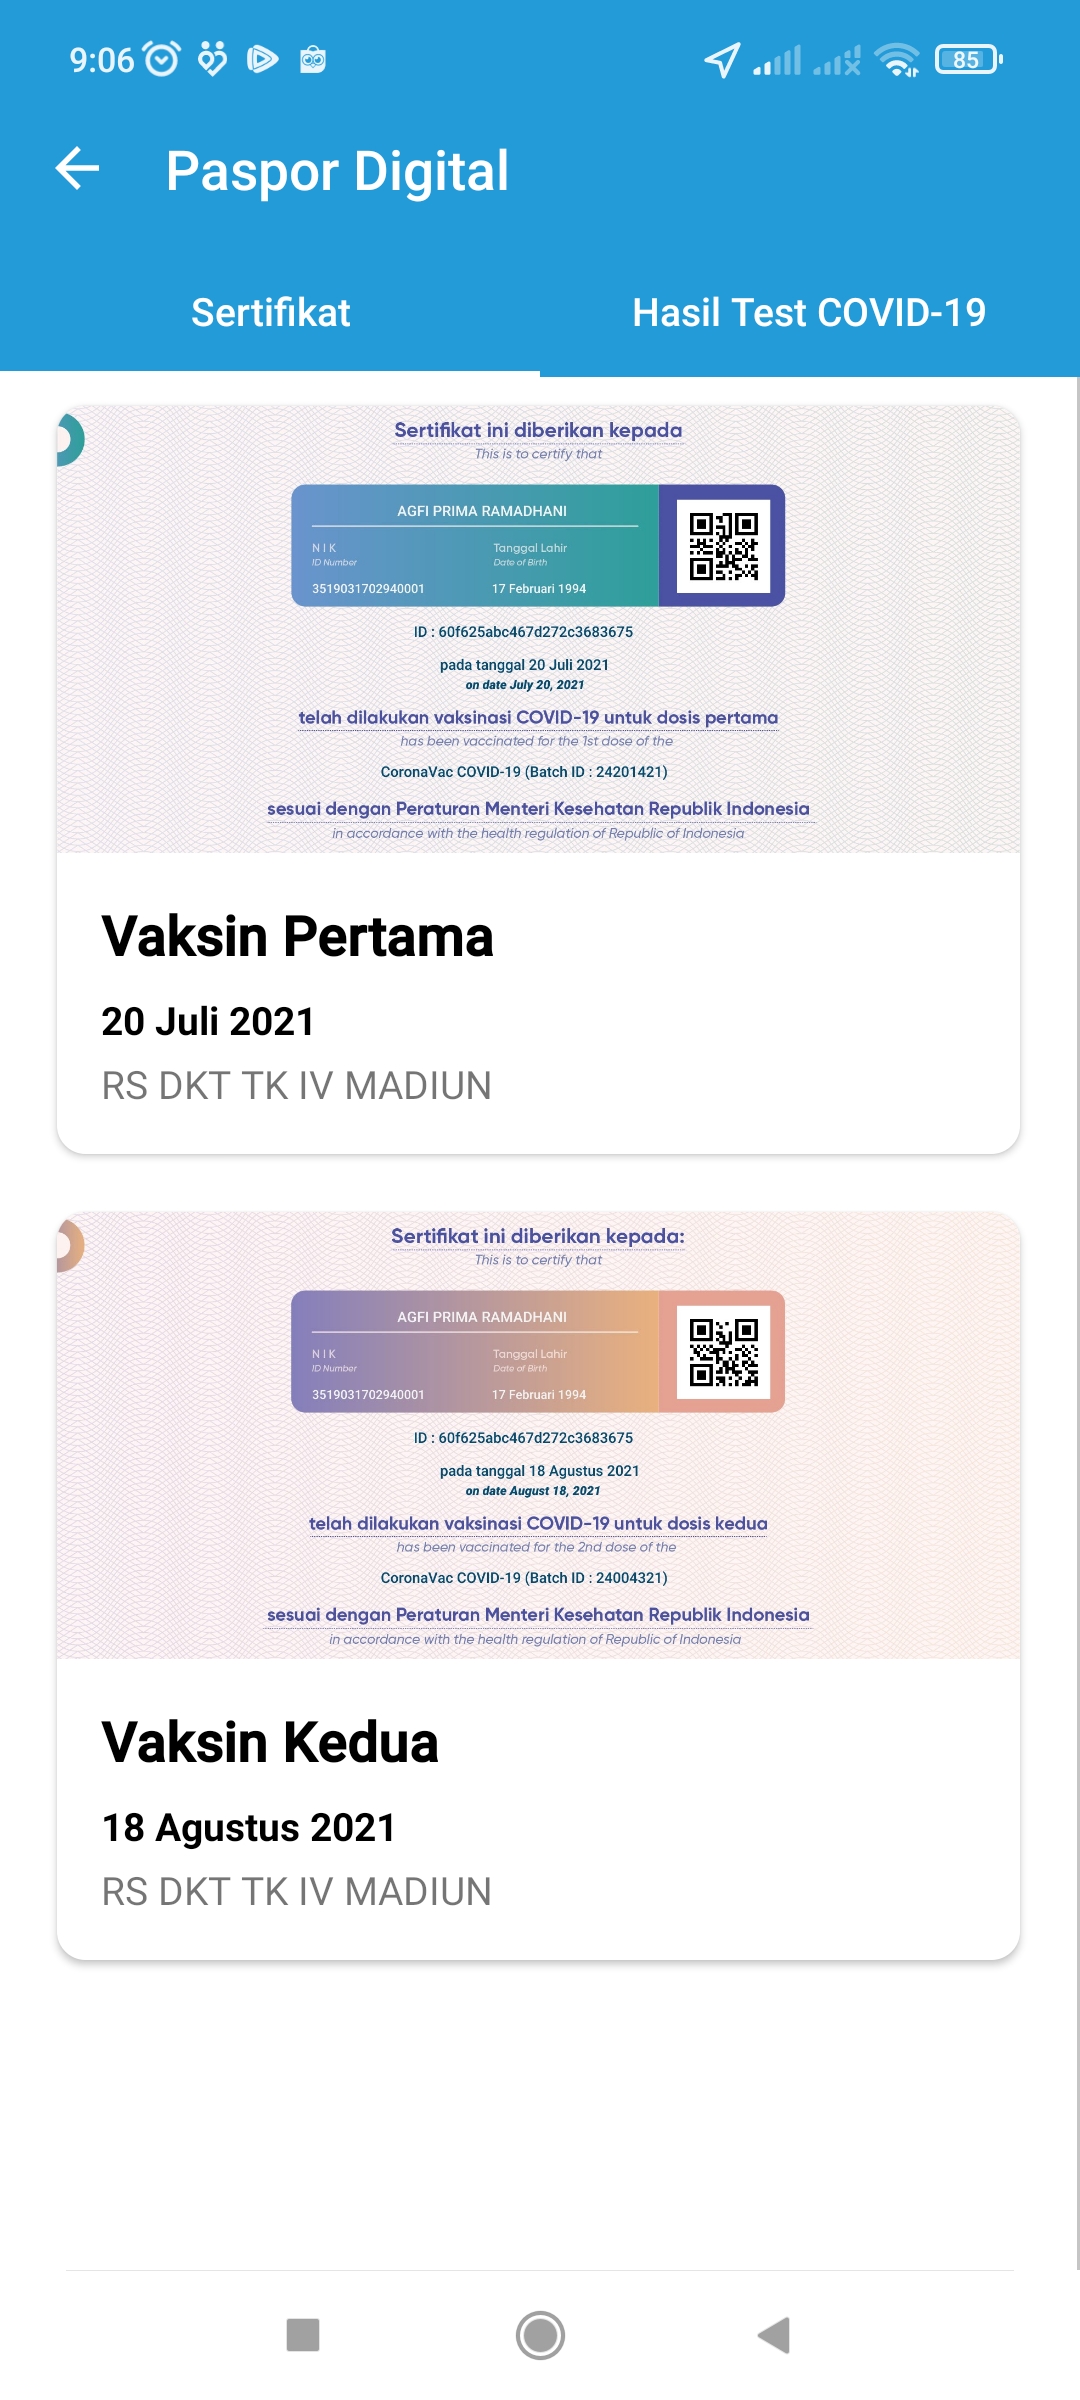 9:06
85
Paspor Digital
Sertifikat
Hasil Test COVID-19
Sertifikat ini diberikan kepada
This is to certify that
AGFI PRIMA RAMADHANI
NIK
Tanggal Lahir
ID Number
Date of Birth
3519031702940001
17 Februari 1994
ID : 60f625abc467d272c3683675
pada tanggal 20 Juli 2021
on date July 20, 2021
telah dilakukan vaksinasi COVID-19 untuk dosis pertama
has been vaccinated for the 1st dose of the
CoronaVac COVID-19 (Batch ID : 24201421)
sesuai dengan Peraturan Menteri Kesehatan Republik Indonesia
in accordance with the health regulation of Republic of Indonesia
Vaksin Pertama
20 Juli 2021
RS DKT TK IV MADIUN
Sertifikat ini diberikan kepada:
This is to certify that
AGFI PRIMA RAMADHANI
NIK
Tanggal Lahir
ID Number
Date of Birth
3519031702940001
17 Februari 1994
ID : 60f625abc467d272c3683675
pada tanggal 18 Agustus 2021
on date August 18, 2021
telah dilakukan vaksinasi COVID-19 untuk dosis kedua
has been vaccinated for the 2nd dose of the
CoronaVac COVID-19 (Batch ID : 24004321)
sesuai dengan Peraturan Menteri Kesehatan Republik Indonesia
in accordance with the health regulation of Republic of Indonesia
Vaksin Kedua
18 Agustus 2021
RS DKT TK IV MADIUN